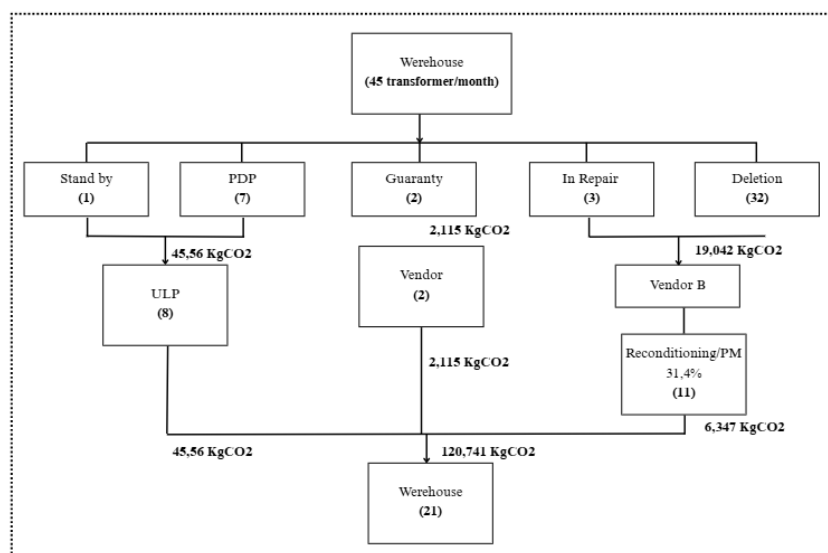 Werehouse
(45 transformer/month)
Stand by
(1)
PDP
(7)
Guaranty
(2)
In Repair
(3)
Deletion
(32)
45,56 KgCO2
2,115 KgCO2
19,042 KgCO2
ULP
(8)
Vendor
(2)
Vendor B
Reconditioning/PM
31,4%
(11)
2,115 KgCO2
45,56 KgCO2
120,741 KgCO2
6,347 KgCO2
Werehouse
(21)